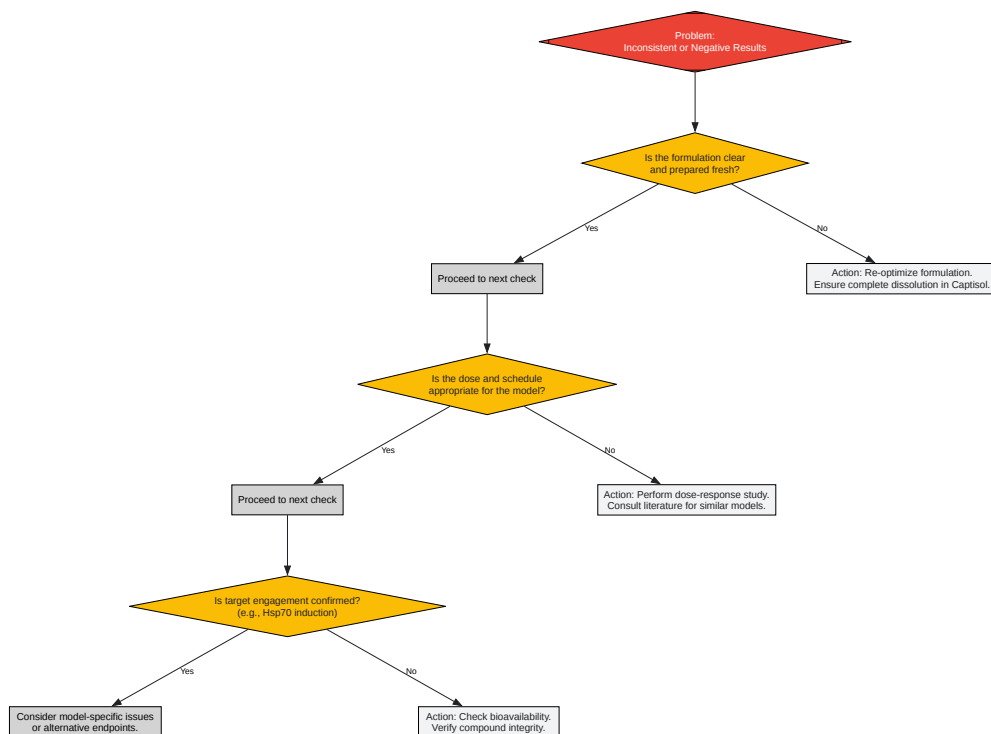 Problem:
Inconsistent or Negative Results
Is the formulation clear
and prepared fresh?
Yes
No
Proceed to next check
Action: Re-optimize formulation.
Ensure complete dissolution in Captisol.
Is the dose and schedule
appropriate for the model?
Yes
No
Proceed to next check
Action: Perform dose-response study.
Consult literature for similar models.
Is target engagement confirmed?
(e.g., Hsp70 induction)
Yes
No
Consider model-specific issues
or alternative endpoints.
Action: Check bioavailability.
Verify compound integrity.